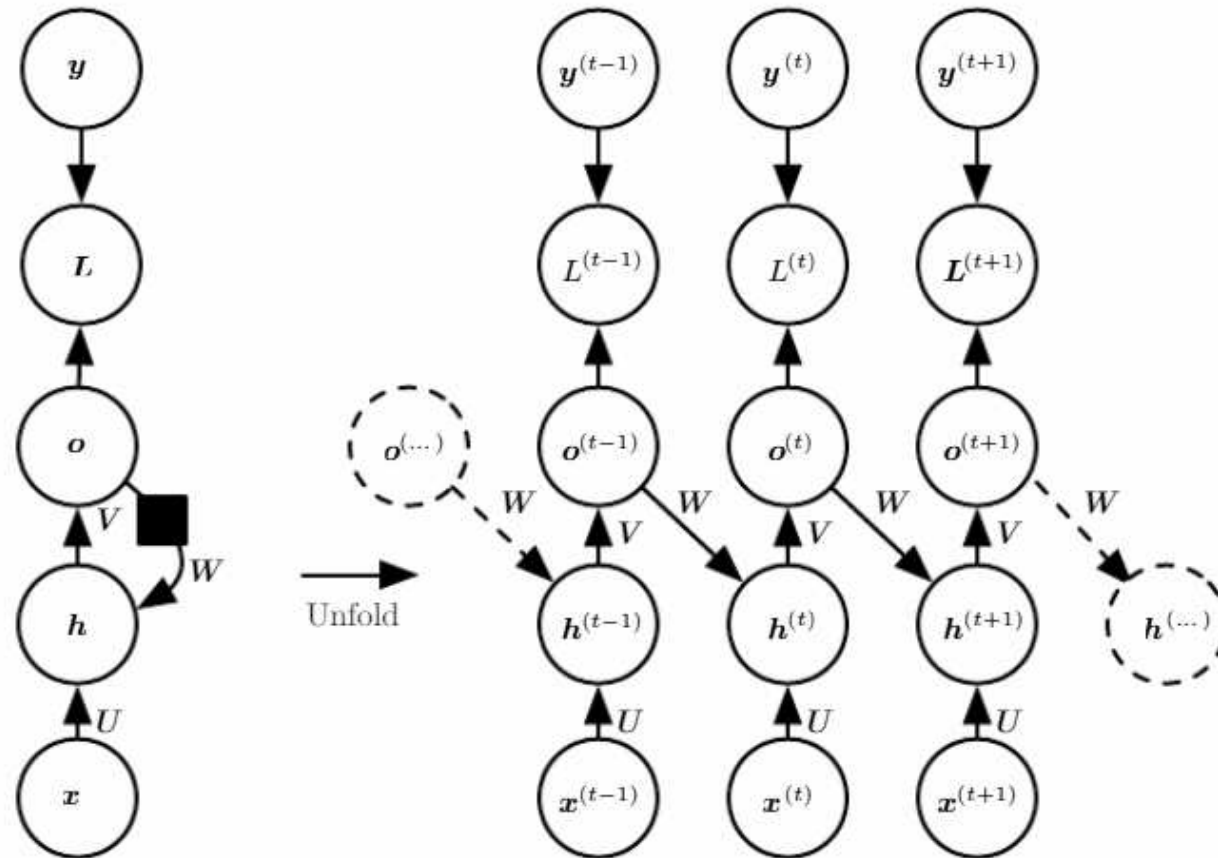 y y^(t−1) y^(t) y^(t+1)
L L^(t−1) L^(t) L^(t+1)
o o^(...) o^(t−1) o^(t) o^(t+1)
W W W W
V V V V
W
Unfold
h h^(t−1) h^(t) h^(t+1) h^(...)
U U U U
x x^(t−1) x^(t) x^(t+1)